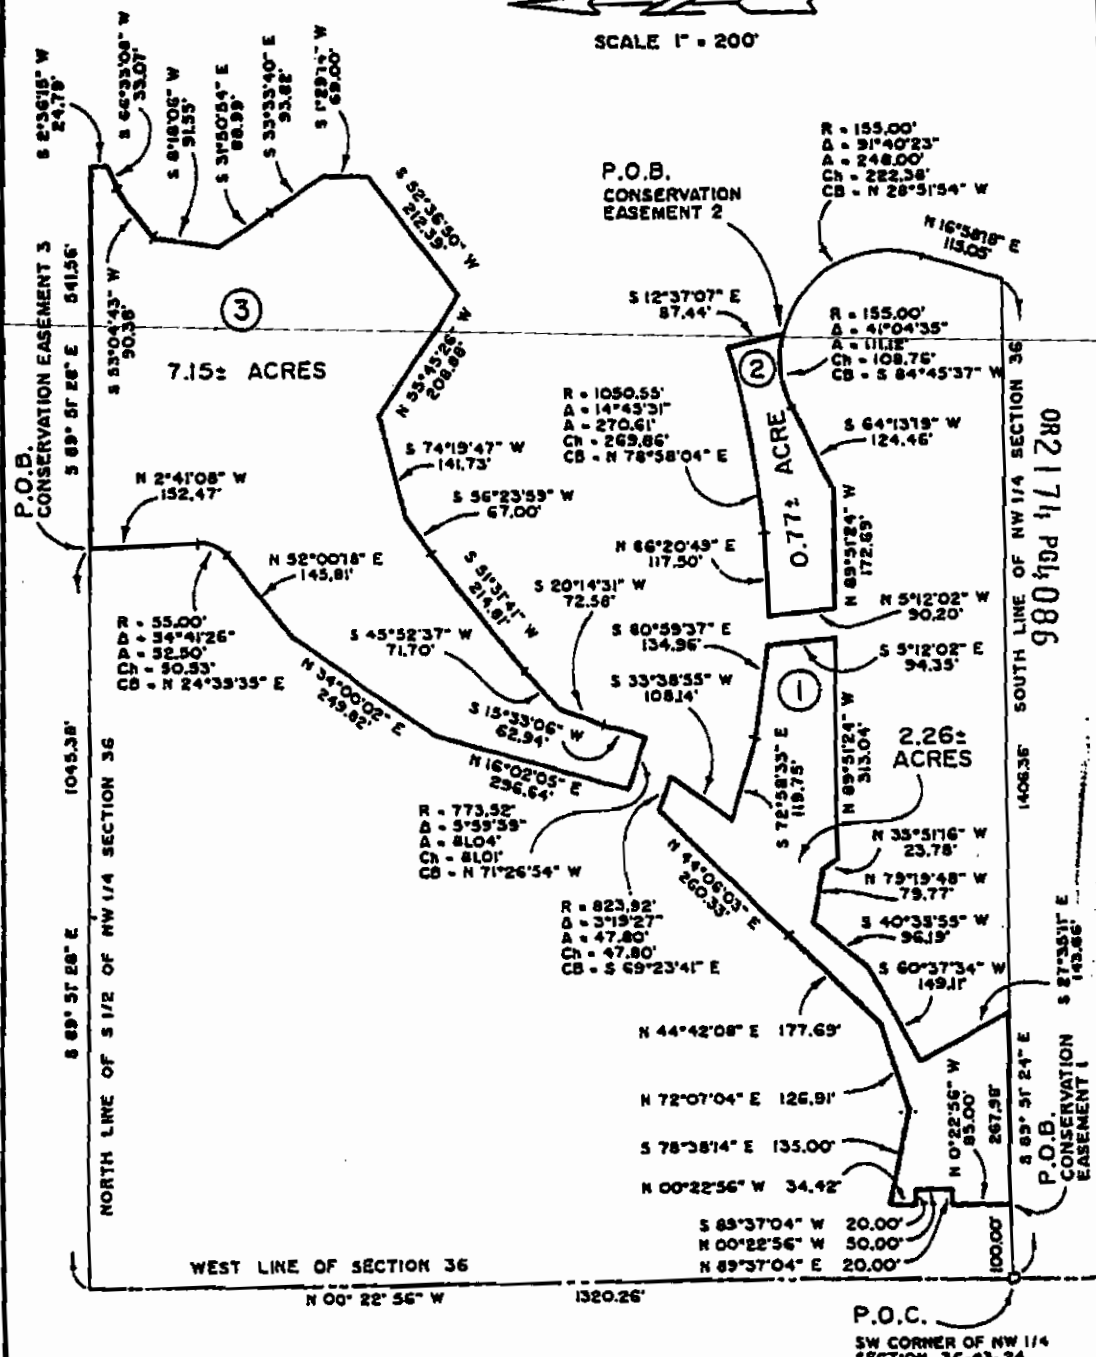 SCALE 1" = 200'
S 2°36'15" W
24.79'
S 66°33'08" W
33.07'
S 8°18'06" W
91.55'
S 31°50'54" E
88.99'
S 33°33'40" E
93.82'
S 1°29'14" W
69.00'
S 52°36'50" W
212.39'
P.O.B.
CONSERVATION
EASEMENT 2
R = 155.00'
Δ = 91°40'23"
A = 248.00'
Ch = 222.38'
CB = N 28°51'54" W
N 16°58'18" E
115.05'
P.O.B.
CONSERVATION EASEMENT 3
541.56'
S 89° 51' 28" E
S 53°04'43" W
90.38'
3
7.15± ACRES
N 55°45'26" W
208.88'
S 12°37'07" E
87.44'
2
R = 155.00'
Δ = 41°04'35"
A = 111.12'
Ch = 108.76'
CB = S 84°45'37" W
R = 1050.55'
Δ = 14°45'31"
A = 270.61'
Ch = 269.86'
CB = N 78°58'04" E
0.77± ACRE
S 64°13'19" W
124.46'
S 74°19'47" W
141.73'
N 2°41'08" W
152.47'
S 56°23'59" W
67.00'
N 89°51'24" W
172.69'
OR2174 PG4086
SOUTH LINE OF NW 1/4 SECTION 36
N 86°20'49" E
117.50'
N 52°00'18" E
145.81'
S 51°31'41" W
214.81'
S 20°14'31" W
72.58'
N 5°12'02" W
90.20'
R = 55.00'
Δ = 54°41'26"
A = 52.50'
Ch = 50.53'
CB = N 24°39'35" E
S 45°52'37" W
71.70'
S 80°59'37" E
134.96'
S 5°12'02" E
94.35'
S 33°38'55" W
108.14'
1
N 34°00'02" E
249.82'
S 15°33'06" W
62.94'
2.26±
ACRES
N 16°02'05" E
296.64'
S 72°58'33" E
119.75'
N 89°51'24" W
313.04'
1406.36'
1045.38'
NORTH LINE OF S 1/2 OF NW 1/4 SECTION 36
R = 773.52'
Δ = 5°59'59"
A = 81.04'
Ch = 81.01'
CB = N 71°26'54" W
N 44°06'03" E
260.33'
N 35°51'16" W
23.78'
N 79°19'48" W
79.77'
R = 823.92'
Δ = 3°19'27"
A = 47.80'
Ch = 47.80'
CB = S 69°23'41" E
S 40°35'55" W
96.19'
S 60°37'34" W
149.11'
S 27°35'11" E
143.66'
S 89° 51' 28" E
N 44°42'08" E 177.69'
N 72°07'04" E 126.91'
S 78°38'14" E 135.00'
N 00°22'56" W 34.42'
N 0°22'56" W
85.00'
267.98'
S 89° 51' 24" E
P.O.B.
CONSERVATION
EASEMENT 1
S 89°37'04" W 20.00'
N 00°22'56" W 50.00'
N 89°37'04" E 20.00'
100.00'
WEST LINE OF SECTION 36
N 00° 22' 56" W 1320.26'
P.O.C.
SW CORNER OF NW 1/4